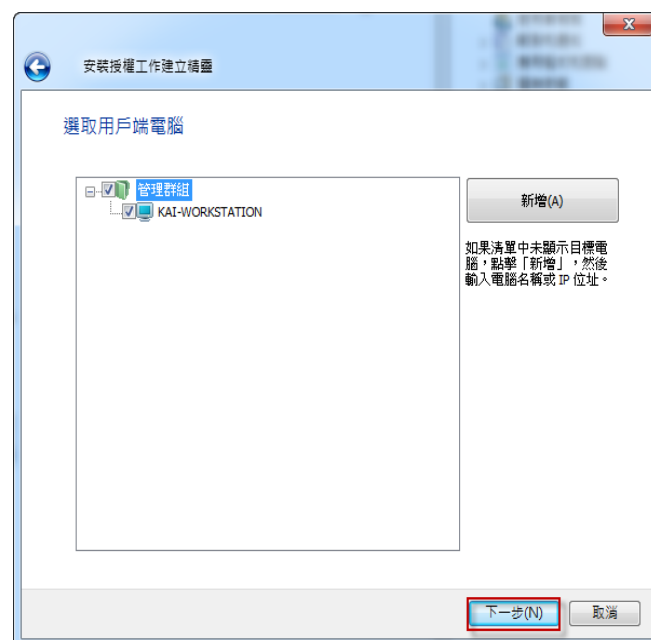 安裝授權工作建立精靈
選取用戶端電腦
管理群組
KAI-WORKSTATION
新增(A)
如果清單中未顯示目標電
腦，點擊「新增」，然後
輸入電腦名稱或 IP 位址。
下一步(N)
取消